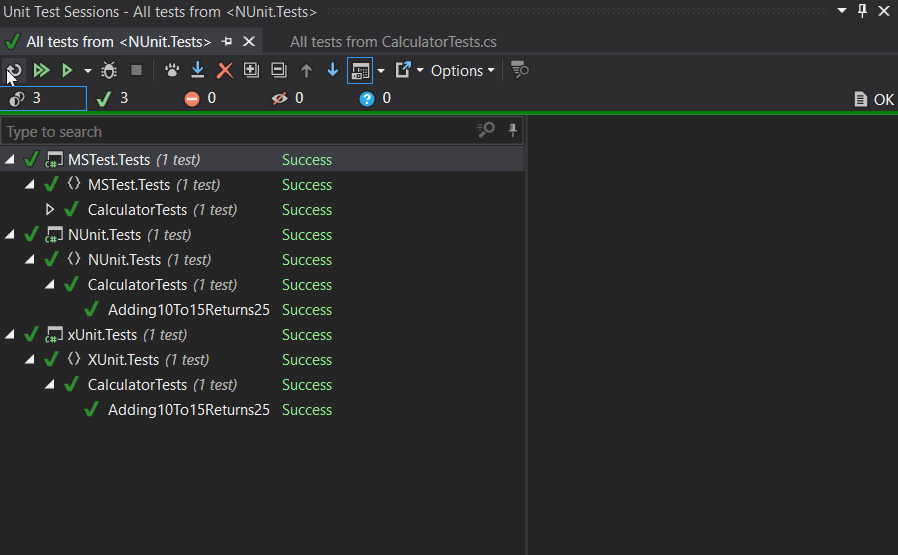 Unit Test Sessions - All tests from <NUnit.Tests>
All tests from <NUnit.Tests> All tests from CalculatorTests.cs
Options
3 3 0 0 0 OK
Type to search
MSTest.Tests (1 test) Success
MSTest.Tests (1 test) Success
CalculatorTests (1 test) Success
NUnit.Tests (1 test) Success
NUnit.Tests (1 test) Success
CalculatorTests (1 test) Success
Adding10To15Returns25 Success
xUnit.Tests (1 test) Success
XUnit.Tests (1 test) Success
CalculatorTests (1 test) Success
Adding10To15Returns25 Success